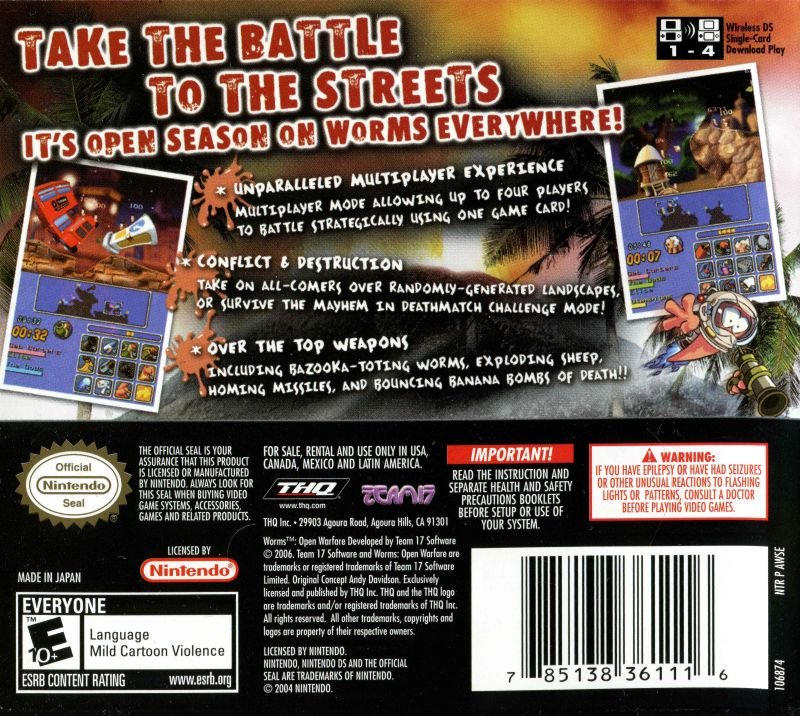 TAKE THE BATTLE
TO THE STREETS
IT'S OPEN SEASON ON WORMS EVERYWHERE!
1 - 4
Wireless DS
Single-Card
Download Play
* UNPARALLELED MULTIPLAYER EXPERIENCE
MULTIPLAYER MODE ALLOWING UP TO FOUR PLAYERS
TO BATTLE STRATEGICALLY USING ONE GAME CARD!
* CONFLICT & DESTRUCTION
TAKE ON ALL-COMERS OVER RANDOMLY-GENERATED LANDSCAPES,
OR SURVIVE THE MAYHEM IN DEATHMATCH CHALLENGE MODE!
* OVER THE TOP WEAPONS
INCLUDING BAZOOKA-TOTING WORMS, EXPLODING SHEEP,
HOMING MISSILES, AND BOUNCING BANANA BOMBS OF DEATH!!
100
100
00:32
100
00:07
Official
Nintendo
Seal
®
THE OFFICIAL SEAL IS YOUR
ASSURANCE THAT THIS PRODUCT
IS LICENSED OR MANUFACTURED
BY NINTENDO. ALWAYS LOOK FOR
THIS SEAL WHEN BUYING VIDEO
GAME SYSTEMS, ACCESSORIES,
GAMES AND RELATED PRODUCTS.
LICENSED BY
Nintendo®
MADE IN JAPAN
EVERYONE
™
E
10+
Language
Mild Cartoon Violence
ESRB CONTENT RATING www.esrb.org
FOR SALE, RENTAL AND USE ONLY IN USA,
CANADA, MEXICO AND LATIN AMERICA.
THQ
www.thq.com
TEAM17
THQ Inc. • 29903 Agoura Road, Agoura Hills, CA 91301
Worms™: Open Warfare Developed by Team 17 Software
© 2006. Team 17 Software and Worms: Open Warfare are
trademarks or registered trademarks of Team 17 Software
Limited. Original Concept Andy Davidson. Exclusively
licensed and published by THQ Inc. THQ and the THQ logo
are trademarks and/or registered trademarks of THQ Inc.
All rights reserved. All other trademarks, copyrights and
logos are property of their respective owners.
LICENSED BY NINTENDO.
NINTENDO, NINTENDO DS AND THE OFFICIAL
SEAL ARE TRADEMARKS OF NINTENDO.
© 2004 NINTENDO.
IMPORTANT!
READ THE INSTRUCTION AND
SEPARATE HEALTH AND SAFETY
PRECAUTIONS BOOKLETS
BEFORE SETUP OR USE OF
YOUR SYSTEM.
WARNING:
IF YOU HAVE EPILEPSY OR HAVE HAD SEIZURES
OR OTHER UNUSUAL REACTIONS TO FLASHING
LIGHTS OR PATTERNS, CONSULT A DOCTOR
BEFORE PLAYING VIDEO GAMES.
7 85138 36111 6
NTR P AWSE
106874